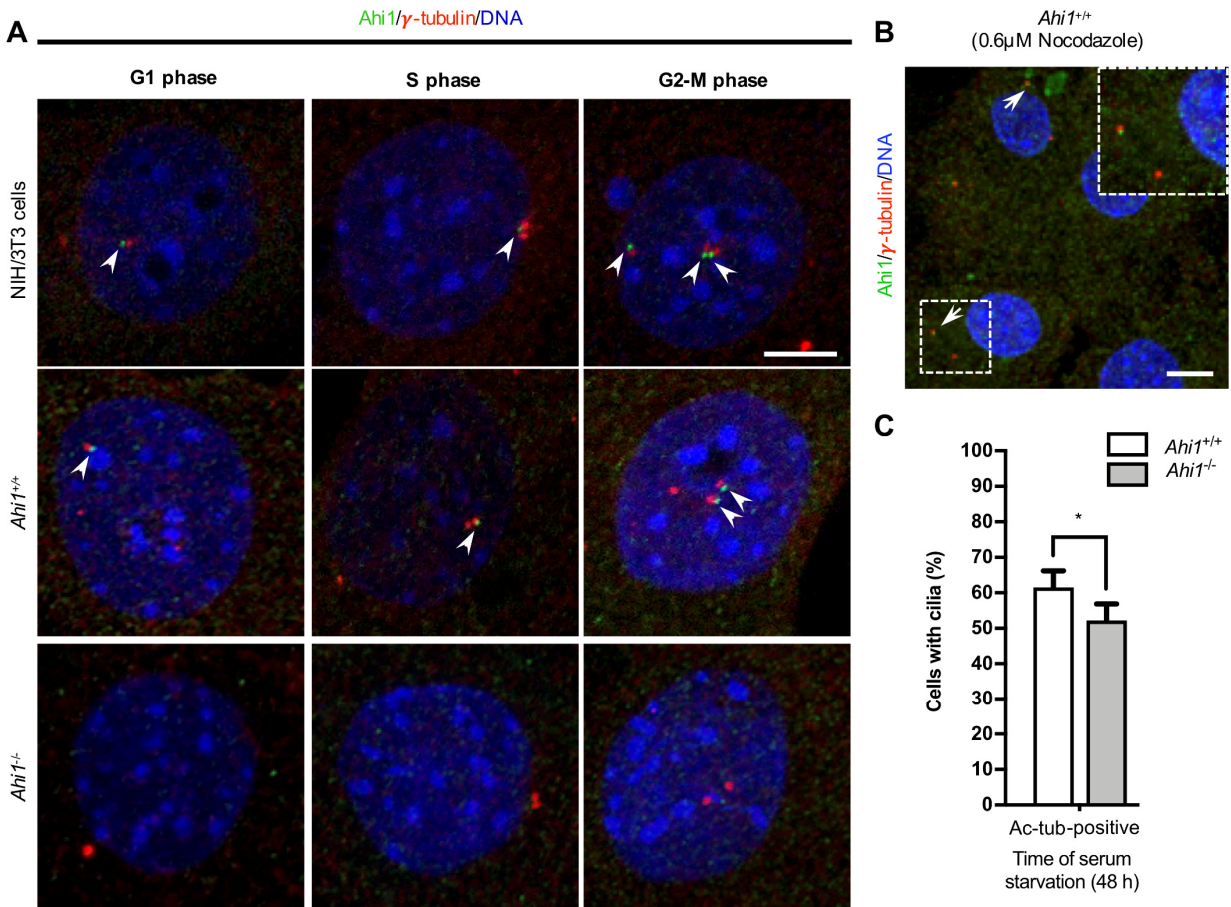 A
Ahi1/γ-tubulin/DNA
G1 phase
S phase
G2-M phase
NIH/3T3 cells
Ahi1+/+
Ahi1-/-
B
Ahi1+/+
(0.6μM Nocodazole)
Ahi1/γ-tubulin/DNA
C
Cells with cilia (%)
100
90
80
70
60
50
40
30
20
10
0
*
Ahi1+/+
Ahi1-/-
Ac-tub-positive
Time of serum
starvation (48 h)